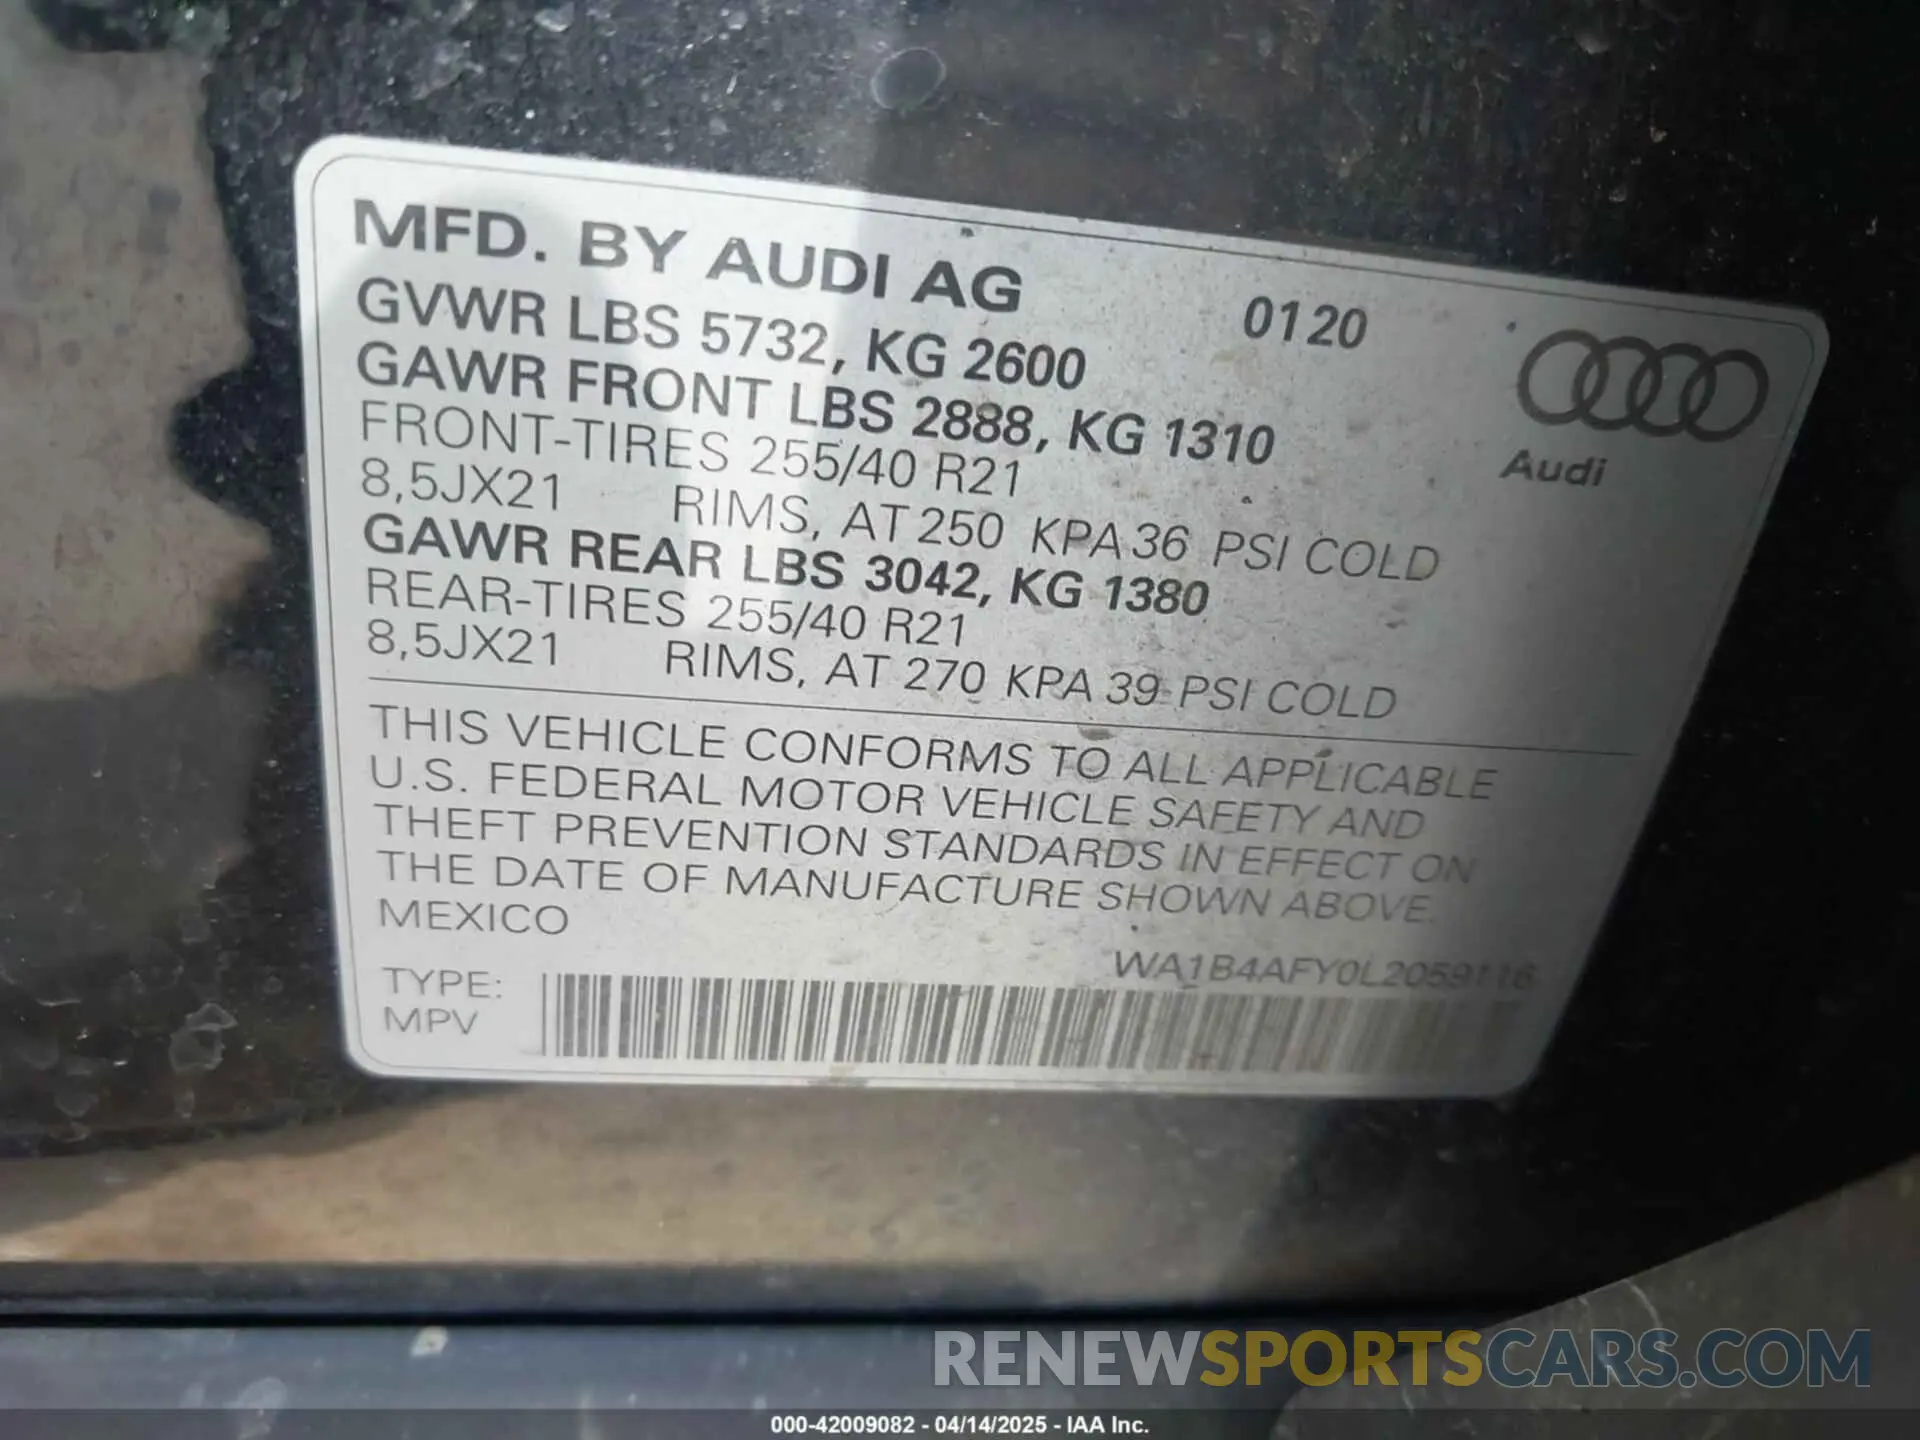 MFD. BY AUDI AG
0120
GVWR LBS 5732, KG 2600
GAWR FRONT LBS 2888, KG 1310
FRONT-TIRES 255/40 R21
8,5JX21 RIMS, AT 250 KPA 36 PSI COLD
GAWR REAR LBS 3042, KG 1380
REAR-TIRES 255/40 R21
8,5JX21 RIMS, AT 270 KPA 39 PSI COLD
Audi
THIS VEHICLE CONFORMS TO ALL APPLICABLE
U.S. FEDERAL MOTOR VEHICLE SAFETY AND
THEFT PREVENTION STANDARDS IN EFFECT ON
THE DATE OF MANUFACTURE SHOWN ABOVE.
MEXICO
WA1B4AFY0L2059116
TYPE:
MPV
RENEWSPORTSCARS.COM
000-42009082 - 04/14/2025 - IAA Inc.